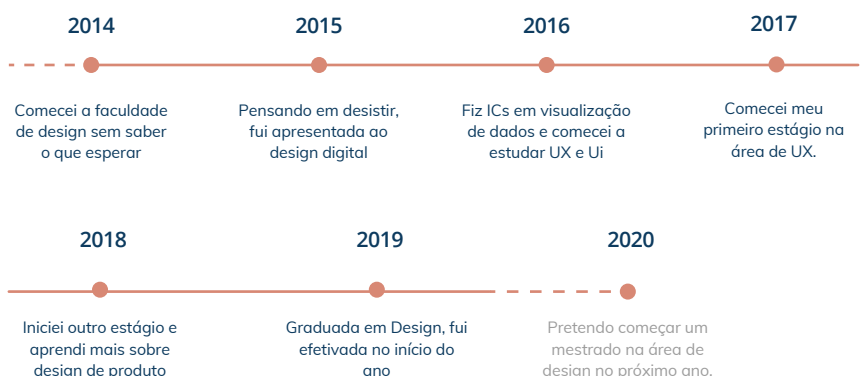 2014
Comecei a faculdade
de design sem saber
o que esperar
2015
Pensando em desistir,
fui apresentada ao
design digital
2016
Fiz ICs em visualização
de dados e comecei a
estudar UX e Ui
2017
Comecei meu
primeiro estágio na
área de UX.
2018
Iniciei outro estágio e
aprendi mais sobre
design de produto
2019
Graduada em Design, fui
efetivada no início do
ano
2020
Pretendo começar um
mestrado na área de
design no próximo ano.